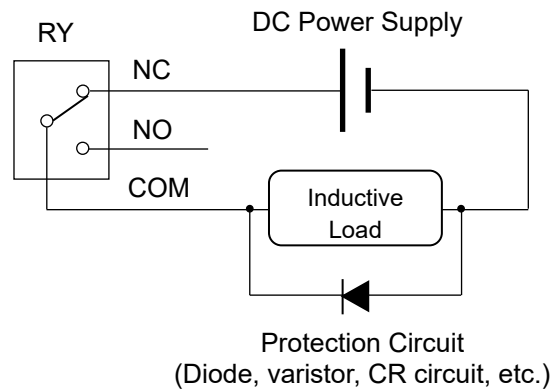 DC Power Supply
RY
NC
NO
COM
Inductive
Load
Protection Circuit
(Diode, varistor, CR circuit, etc.)